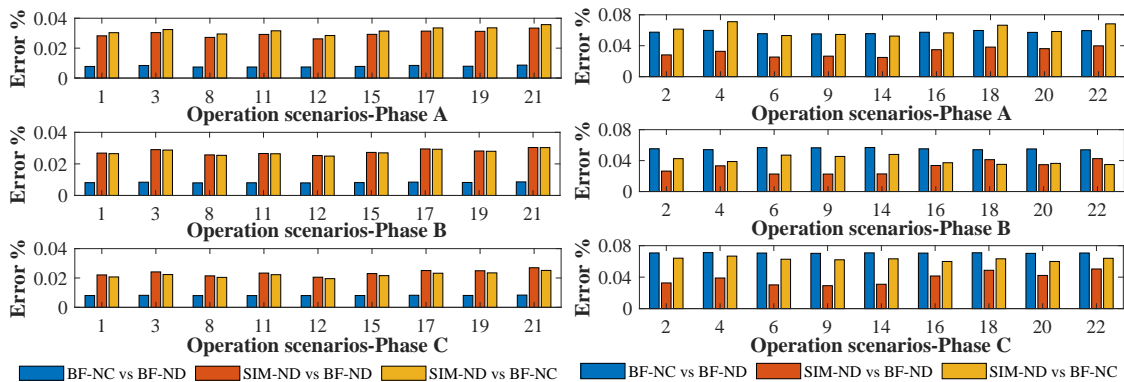 Error %
0.04
0.02
0
1 3 8 11 12 15 17 19 21
Operation scenarios-Phase A
Error %
0.04
0.02
0
1 3 8 11 12 15 17 19 21
Operation scenarios-Phase B
Error %
0.04
0.02
0
1 3 8 11 12 15 17 19 21
Operation scenarios-Phase C
BF-NC vs BF-ND SIM-ND vs BF-ND SIM-ND vs BF-NC
Error %
0.08
0.04
0
2 4 6 9 14 16 18 20 22
Operation scenarios-Phase A
Error %
0.08
0.04
0
2 4 6 9 14 16 18 20 22
Operation scenarios-Phase B
Error %
0.08
0.04
0
2 4 6 9 14 16 18 20 22
Operation scenarios-Phase C
BF-NC vs BF-ND SIM-ND vs BF-ND SIM-ND vs BF-NC